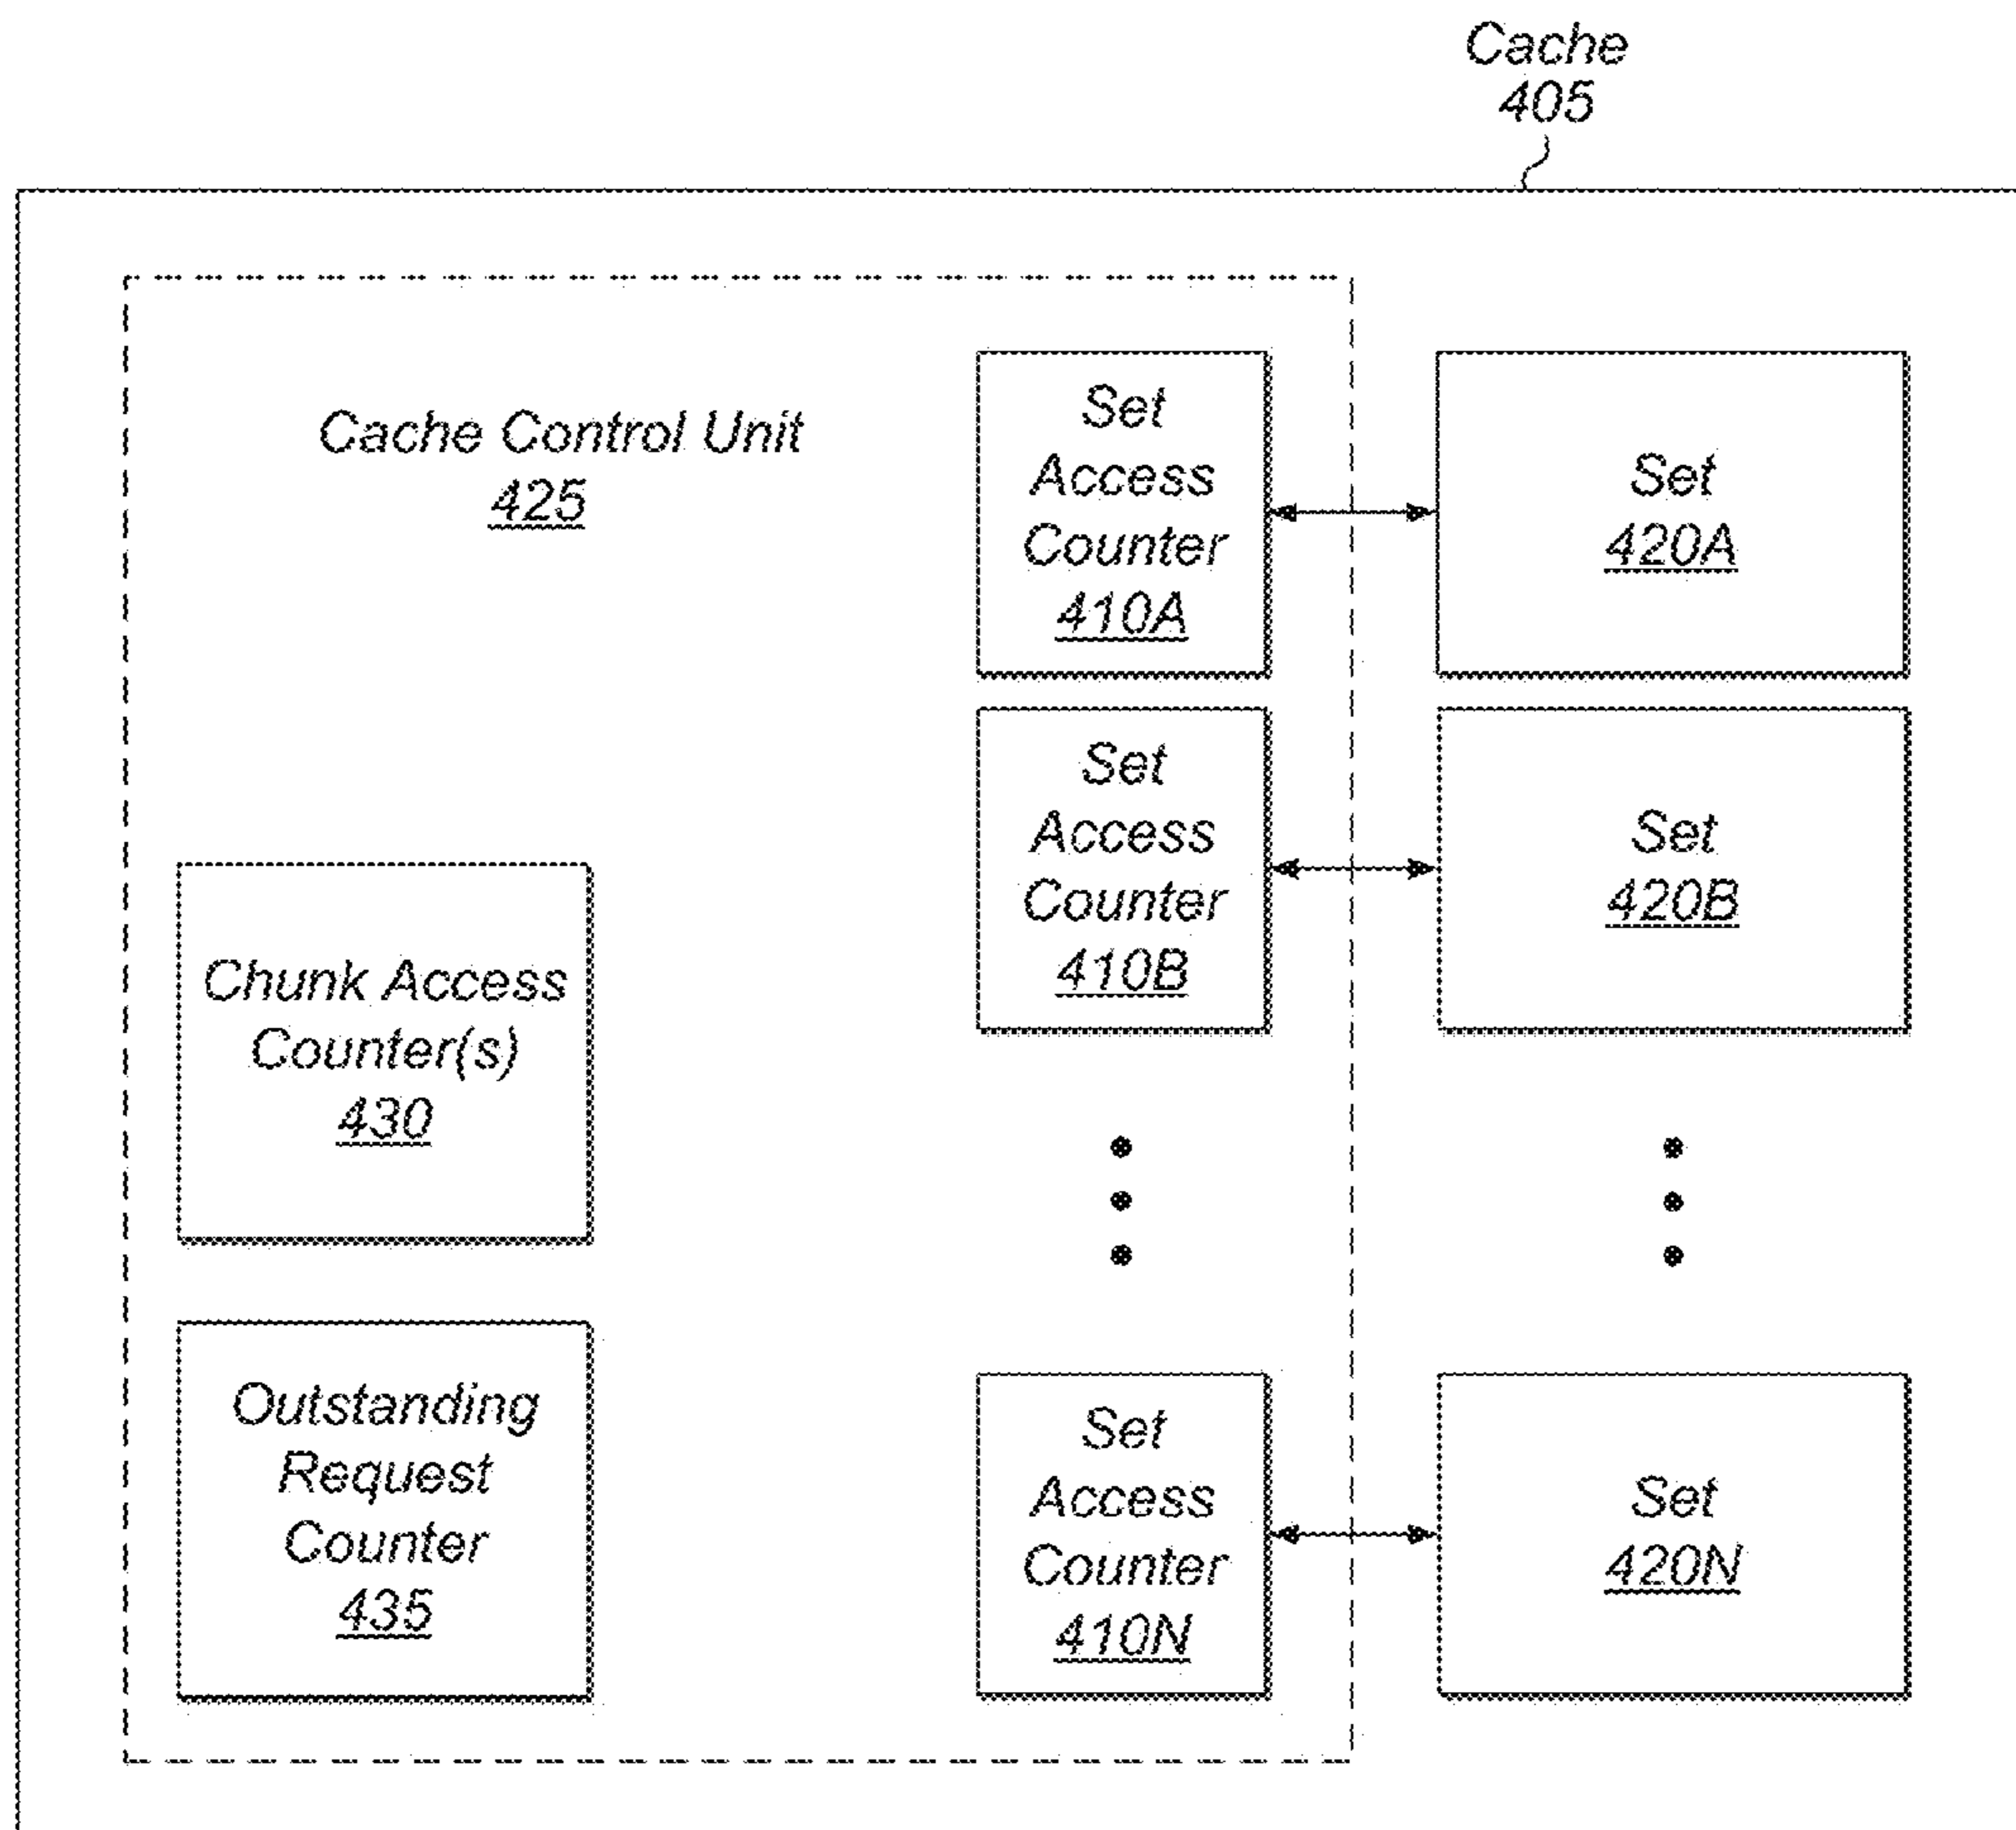 Cache
405
Cache Control Unit
425
Set
Access
Counter
410A
Set
420A
Set
Access
Counter
410B
Set
420B
Chunk Access
Counter(s)
430
Outstanding
Request
Counter
435
Set
Access
Counter
410N
Set
420N